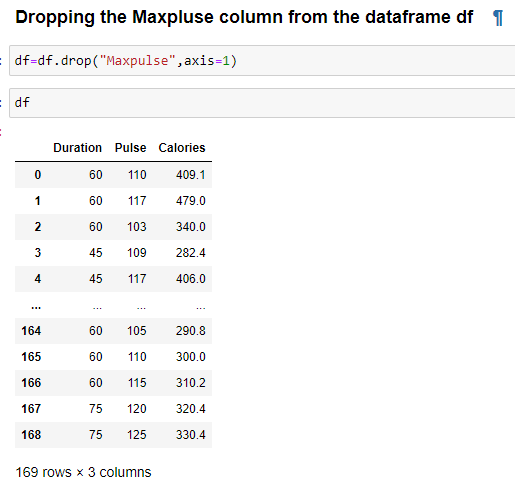 Dropping the Maxpluse column from the dataframe df ¶
: df=df.drop("Maxpulse",axis=1)
: df
:
Duration Pulse Calories
0 60 110 409.1
1 60 117 479.0
2 60 103 340.0
3 45 109 282.4
4 45 117 406.0
... ... ... ...
164 60 105 290.8
165 60 110 300.0
166 60 115 310.2
167 75 120 320.4
168 75 125 330.4
169 rows × 3 columns